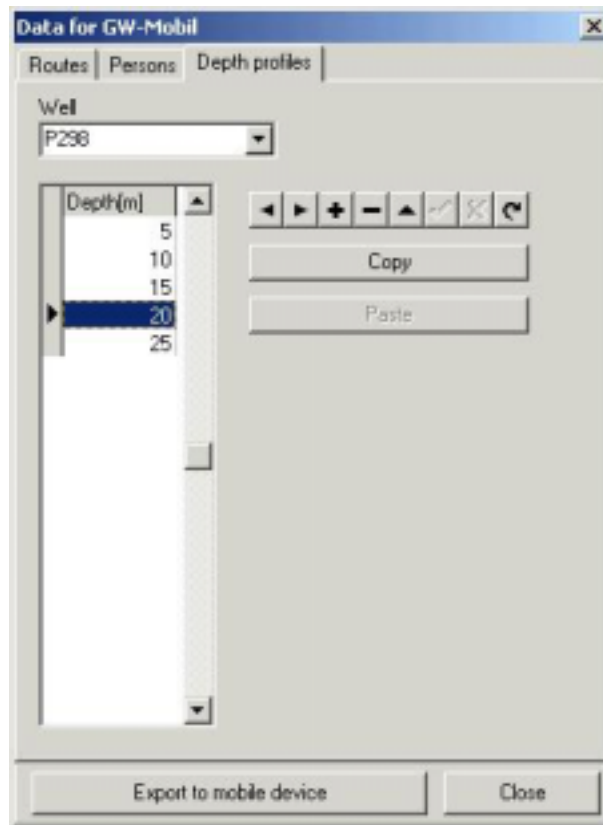 Data for GW-Mobil
Routes Persons Depth profiles
Well
P298
Depth[m]
5
10
15
20
25
Copy
Paste
Export to mobile device Close